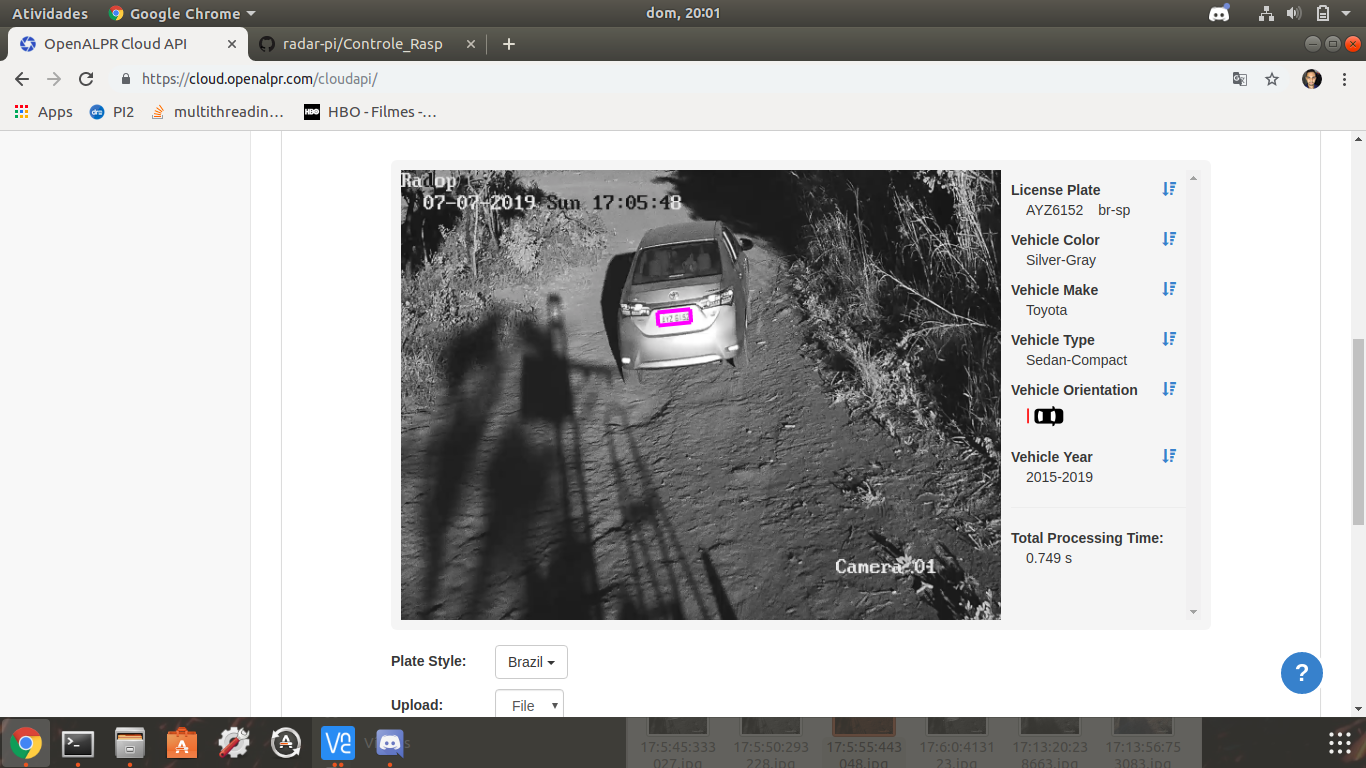 Atividades Google Chrome dom, 20:01
OpenALPR Cloud API radar-pi/Controle_Rasp
https://cloud.openalpr.com/cloudapi/
Apps PI2 multithreadin… HBO - Filmes -…
Radop
07-07-2019 Sun 17:05:48
Camera 01
License Plate
AYZ6152 br-sp
Vehicle Color
Silver-Gray
Vehicle Make
Toyota
Vehicle Type
Sedan-Compact
Vehicle Orientation
Vehicle Year
2015-2019
Total Processing Time:
0.749 s
Plate Style: Brazil
?
Upload: File
17:5:45:333 17:5:50:293 17:5:55:443 17:6:0:4131 17:13:20:23 17:13:56:75
027.jpg 228.jpg 048.jpg 23.jpg 8663.jpg 3083.jpg